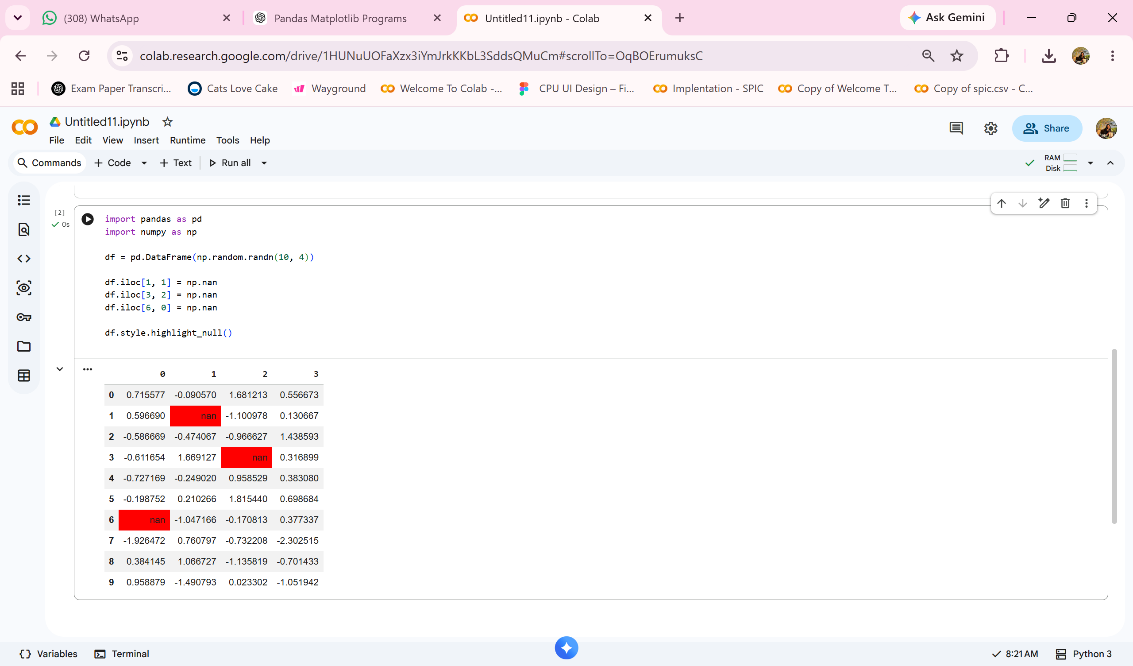 (308) WhatsApp
Pandas Matplotlib Programs
Untitled11.ipynb - Colab
Ask Gemini
colab.research.google.com/drive/1HUNuUOFaXzx3iYmJrkKKbL3SddsQMuCm#scrollTo=OqBOErumuksC
Exam Paper Transcri...
Cats Love Cake
Wayground
Welcome To Colab -...
CPU UI Design – Fi...
Implentation - SPIC
Copy of Welcome T...
Copy of spic.csv - C...
Untitled11.ipynb
File Edit View Insert Runtime Tools Help
Share
Commands + Code + Text Run all
RAM
Disk
[2]
0s
import pandas as pd
import numpy as np
df = pd.DataFrame(np.random.randn(10, 4))
df.iloc[1, 1] = np.nan
df.iloc[3, 2] = np.nan
df.iloc[6, 0] = np.nan
df.style.highlight_null()
0 1 2 3
0 0.715577 -0.090570 1.681213 0.556673
1 0.596690 nan -1.100978 0.130667
2 -0.586669 -0.474067 -0.966627 1.438593
3 -0.611654 1.669127 nan 0.316899
4 -0.727169 -0.249020 0.958529 0.383080
5 -0.198752 0.210266 1.815440 0.698684
6 nan -1.047166 -0.170813 0.377337
7 -1.926472 0.760797 -0.732208 -2.302515
8 0.384145 1.066727 -1.135819 -0.701433
9 0.958879 -1.490793 0.023302 -1.051942
Variables Terminal
8:21 AM Python 3